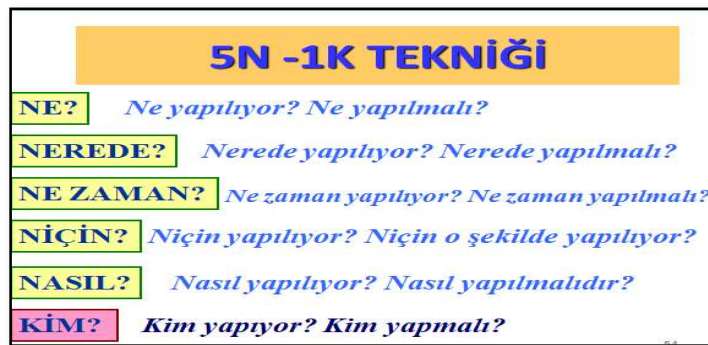 5N -1K TEKNİĞİ
NE? Ne yapılıyor? Ne yapılmalı?
NEREDE? Nerede yapılıyor? Nerede yapılmalı?
NE ZAMAN? Ne zaman yapılıyor? Ne zaman yapılmalı?
NİÇİN? Niçin yapılıyor? Niçin o şekilde yapılıyor?
NASIL? Nasıl yapılıyor? Nasıl yapılmalıdır?
KİM? Kim yapıyor? Kim yapmalı?